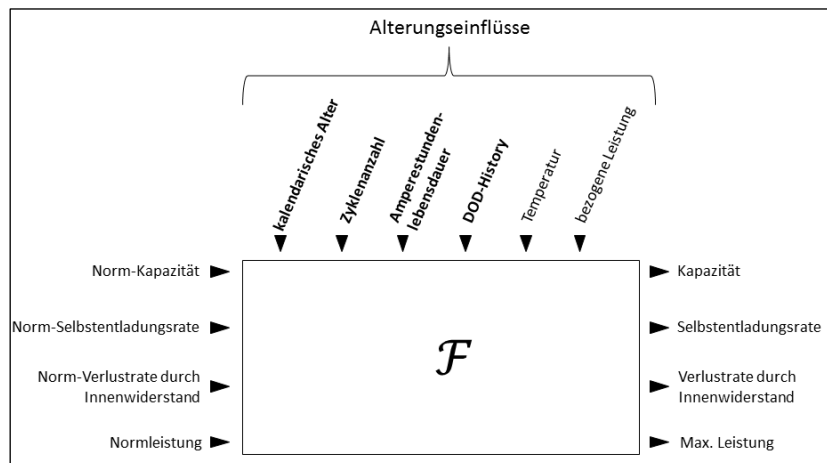 Alterungseinflüsse
kalendarisches Alter
Zyklenanzahl
Amperestunden-
lebensdauer
DOD-History
Temperatur
bezogene Leistung
Norm-Kapazität
Norm-Selbstentladungsrate
Norm-Verlustrate durch
Innenwiderstand
Normleistung
ℱ
Kapazität
Selbstentladungsrate
Verlustrate durch
Innenwiderstand
Max. Leistung